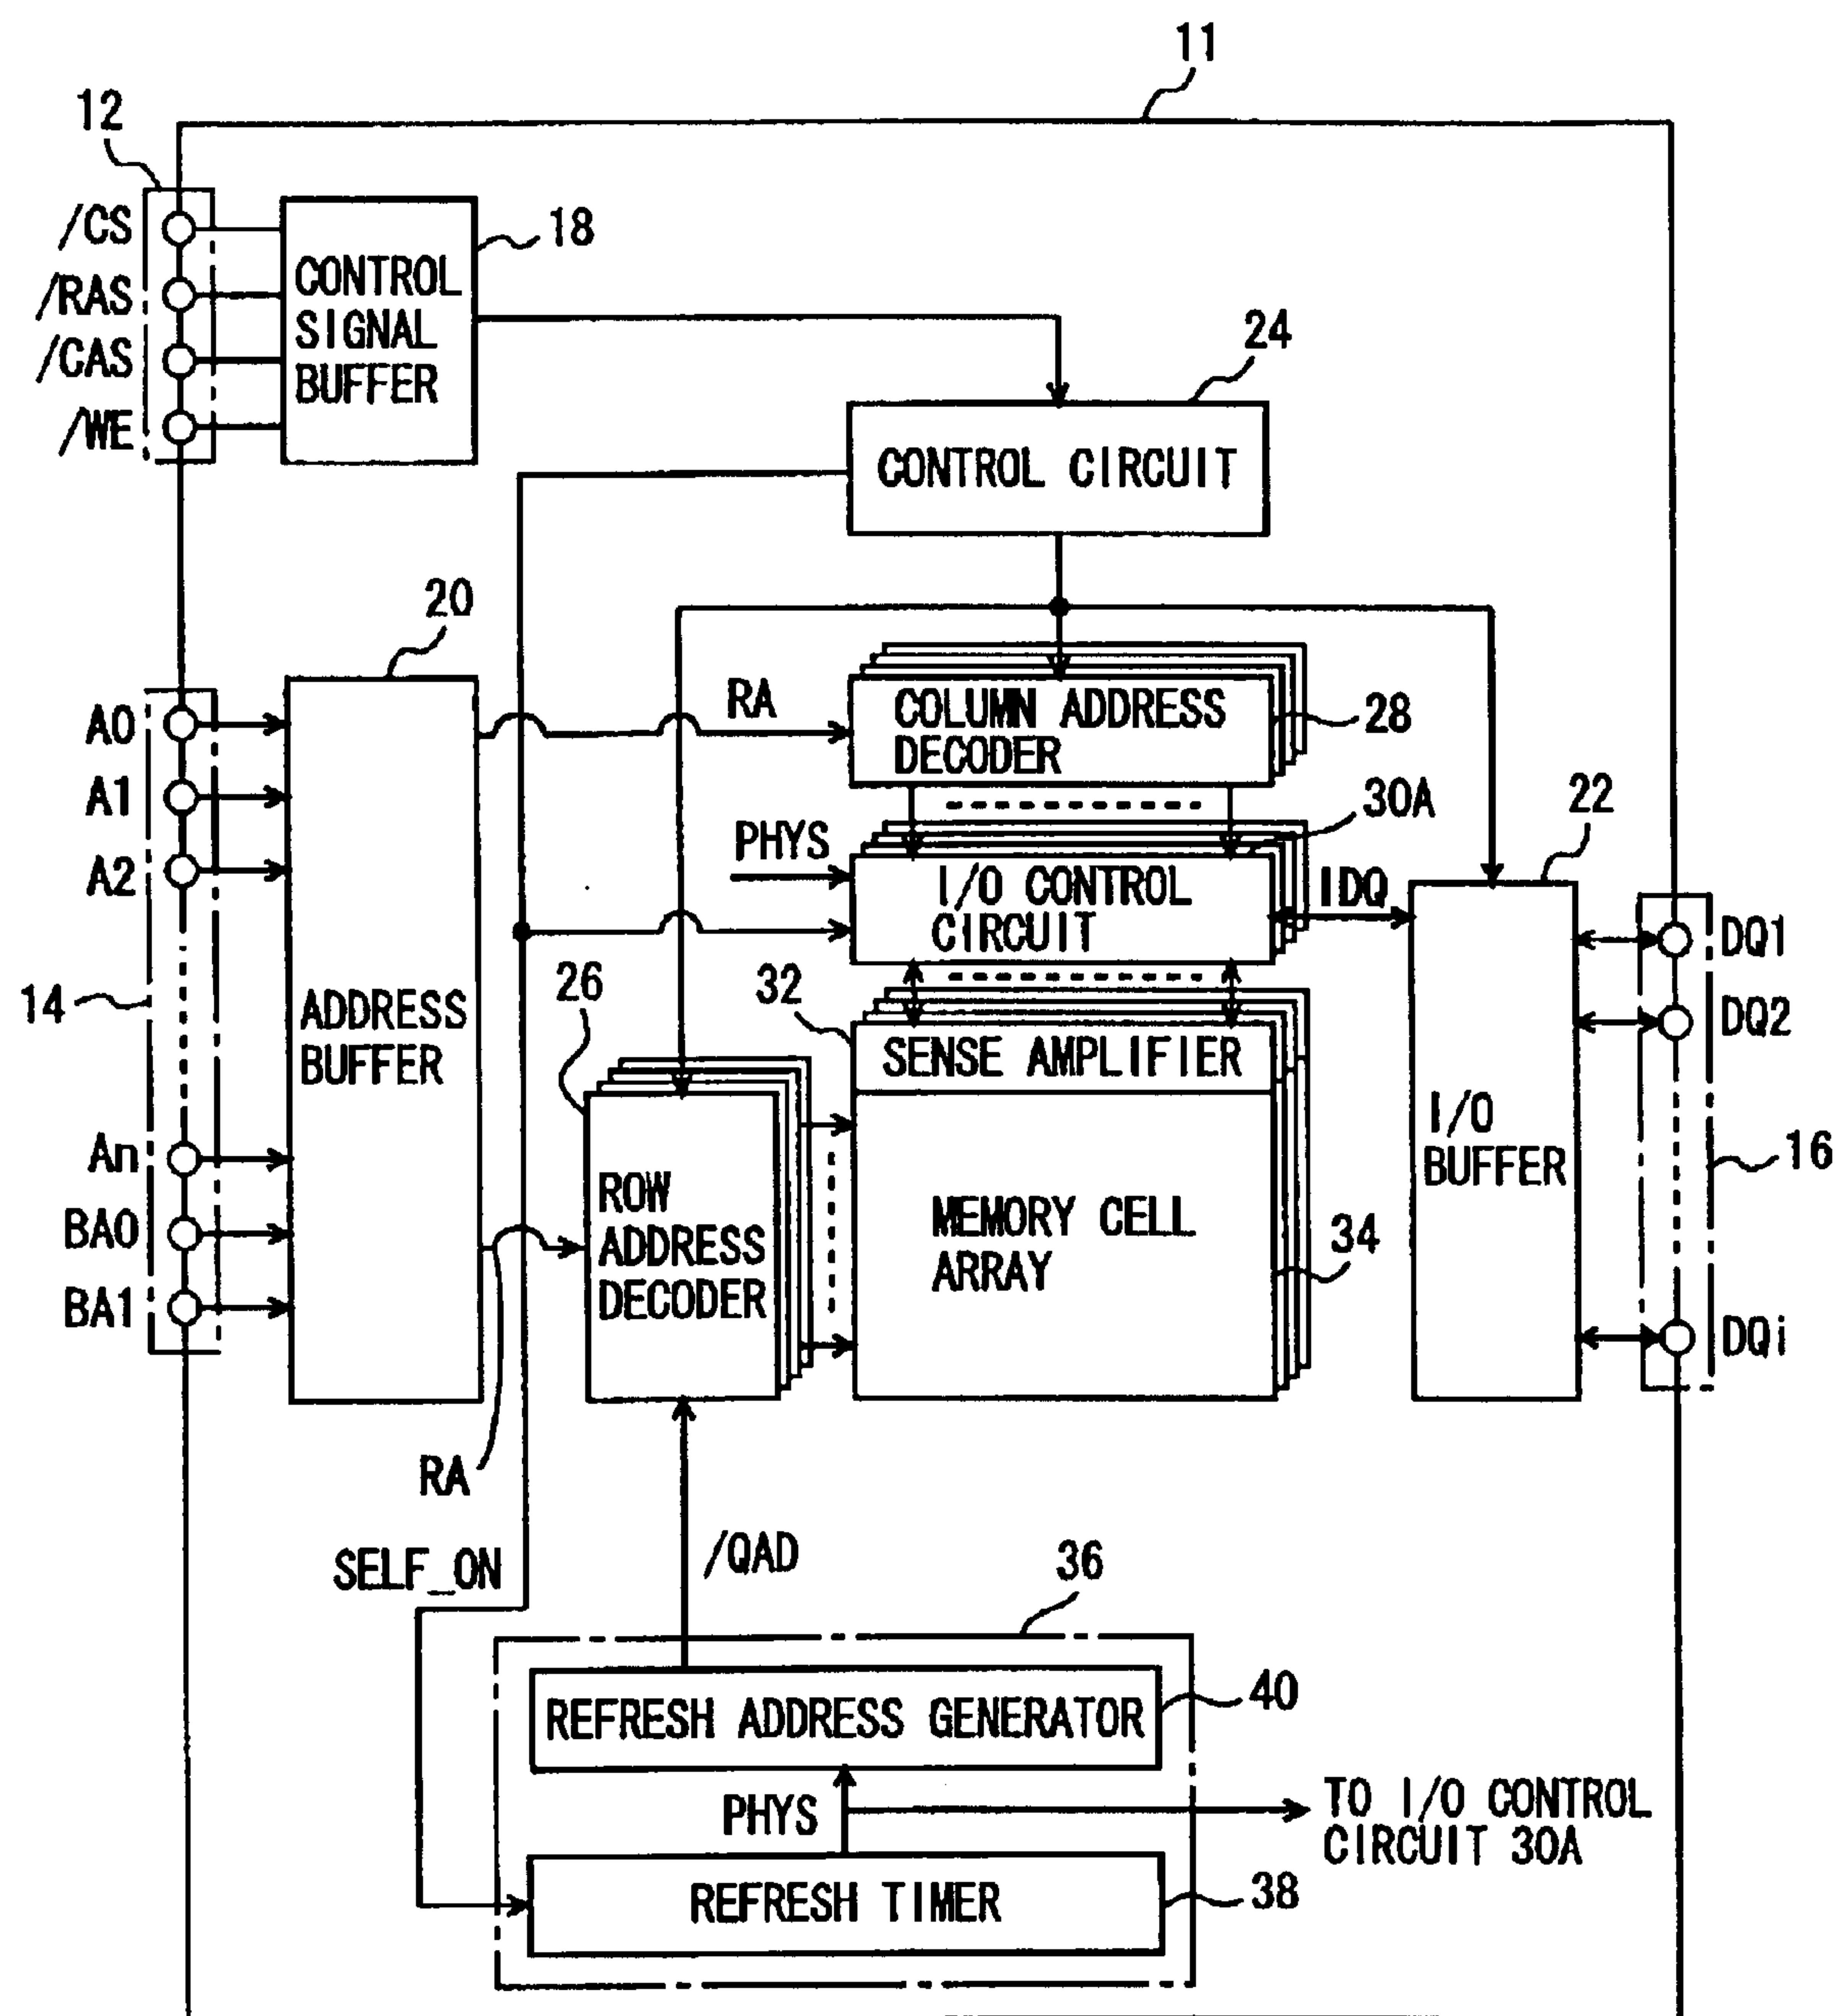 11
12
/CS
/RAS
/CAS
/WE
CONTROL
SIGNAL
BUFFER
18
24
CONTROL CIRCUIT
20
A0
A1
A2
14
An
BA0
BA1
ADDRESS
BUFFER
RA
COLUMN ADDRESS
DECODER
28
PHYS
30A
I/O CONTROL
CIRCUIT
IDQ
22
26
32
SENSE AMPLIFIER
ROW
ADDRESS
DECODER
MEMORY CELL
ARRAY
34
I/O
BUFFER
DQ1
DQ2
16
DQi
RA
SELF_ON
/QAD
36
REFRESH ADDRESS GENERATOR
40
PHYS
TO I/O CONTROL
CIRCUIT 30A
REFRESH TIMER
38